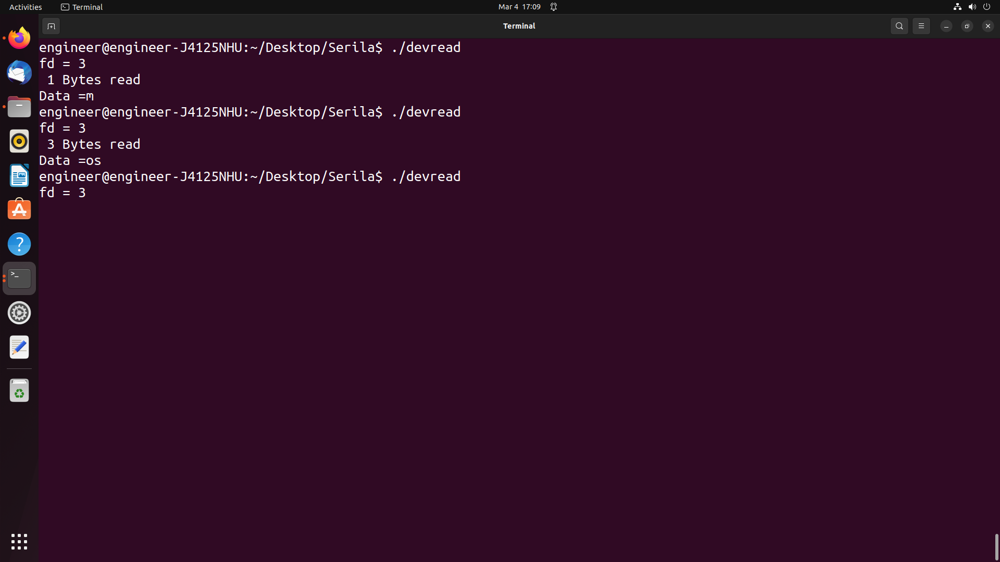 Activities
Terminal
Mar 4 17:09
Terminal
engineer@engineer-J4125NHU:~/Desktop/Serila$ ./devread
fd = 3
 1 Bytes read
Data =m
engineer@engineer-J4125NHU:~/Desktop/Serila$ ./devread
fd = 3
 3 Bytes read
Data =os
engineer@engineer-J4125NHU:~/Desktop/Serila$ ./devread
fd = 3